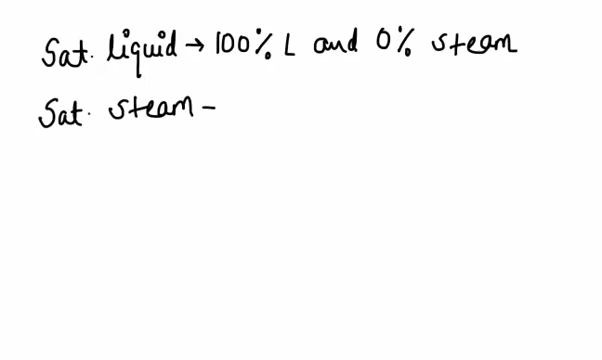 Sat. liquid → 100% L and 0% steam
Sat. steam -